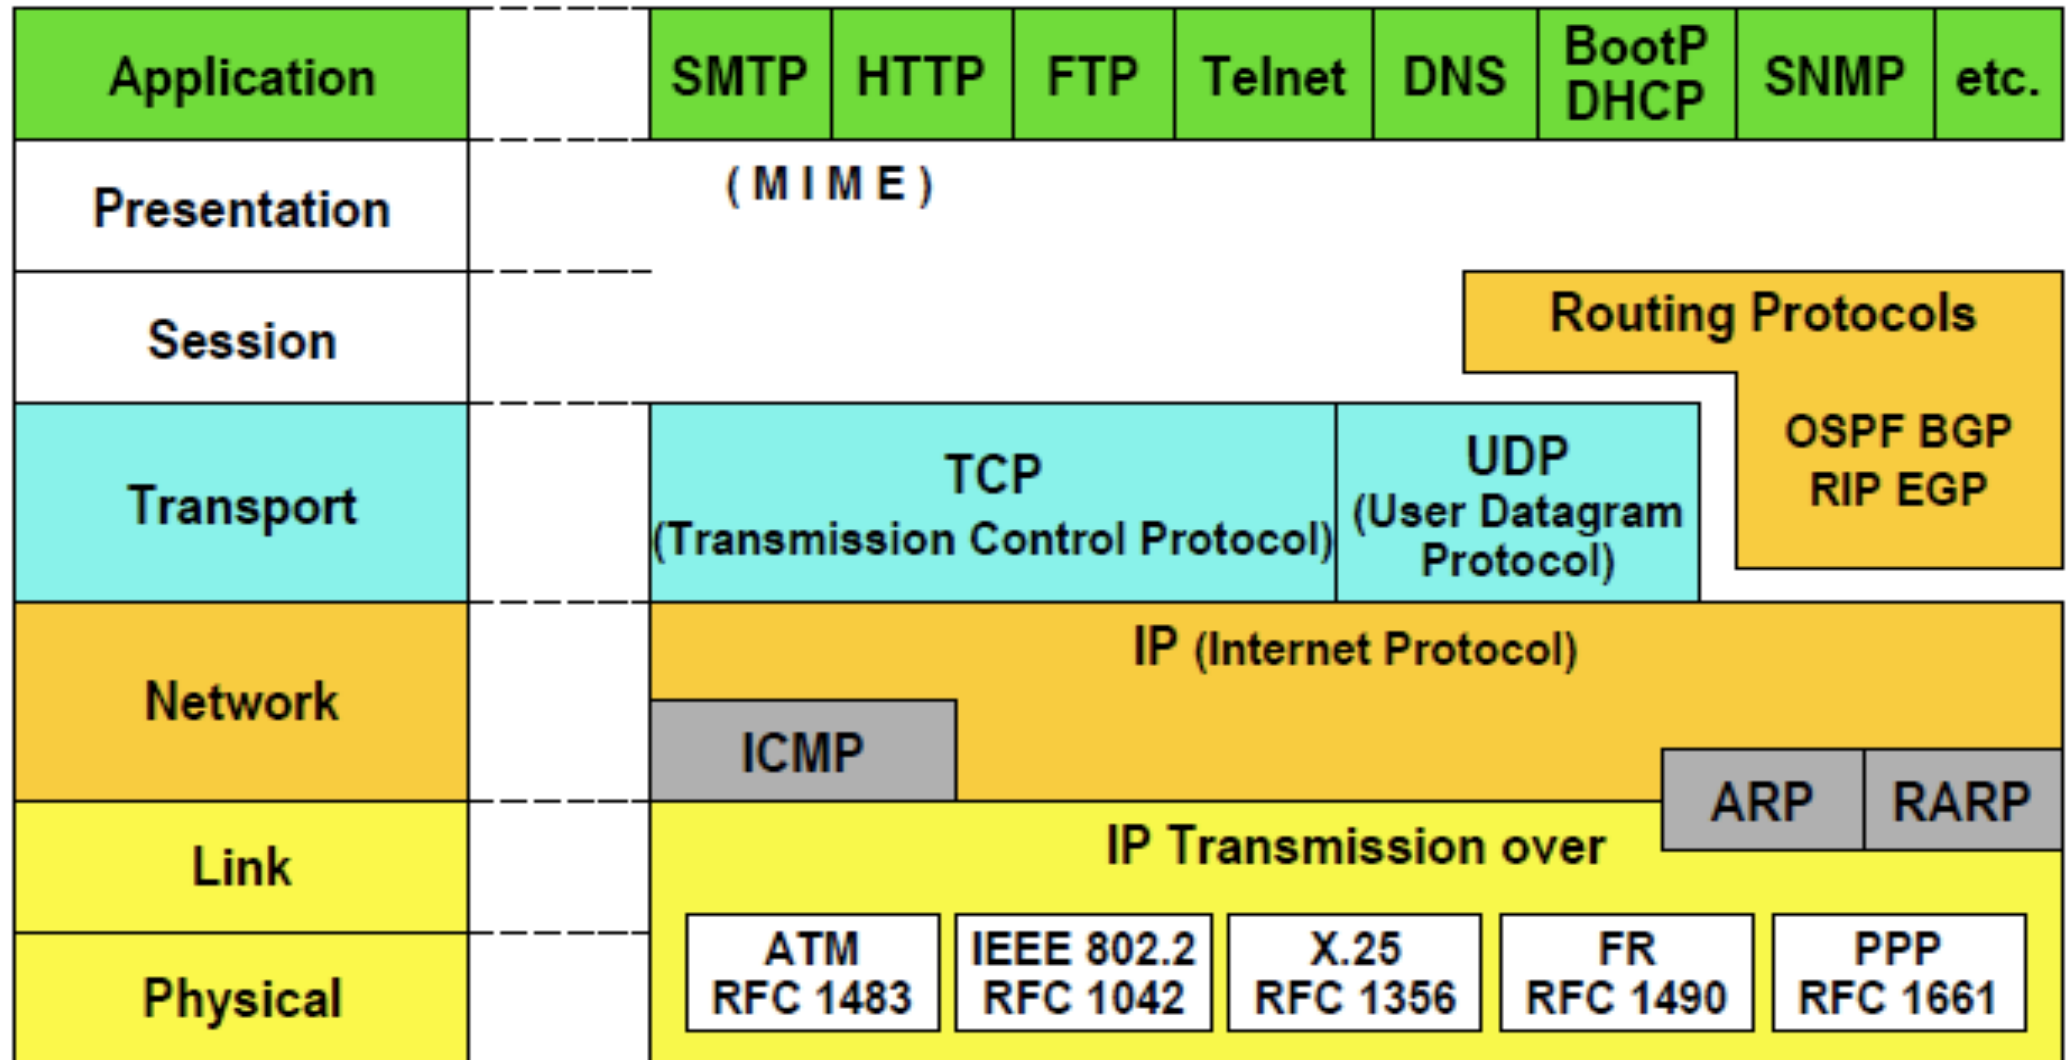 Application
SMTP HTTP FTP Telnet DNS BootP DHCP SNMP etc.
Presentation
( M I M E )
Session
Routing Protocols
OSPF BGP
RIP EGP
Transport
TCP
(Transmission Control Protocol)
UDP
(User Datagram
Protocol)
Network
IP (Internet Protocol)
ICMP
ARP RARP
Link
IP Transmission over
Physical
ATM
RFC 1483
IEEE 802.2
RFC 1042
X.25
RFC 1356
FR
RFC 1490
PPP
RFC 1661